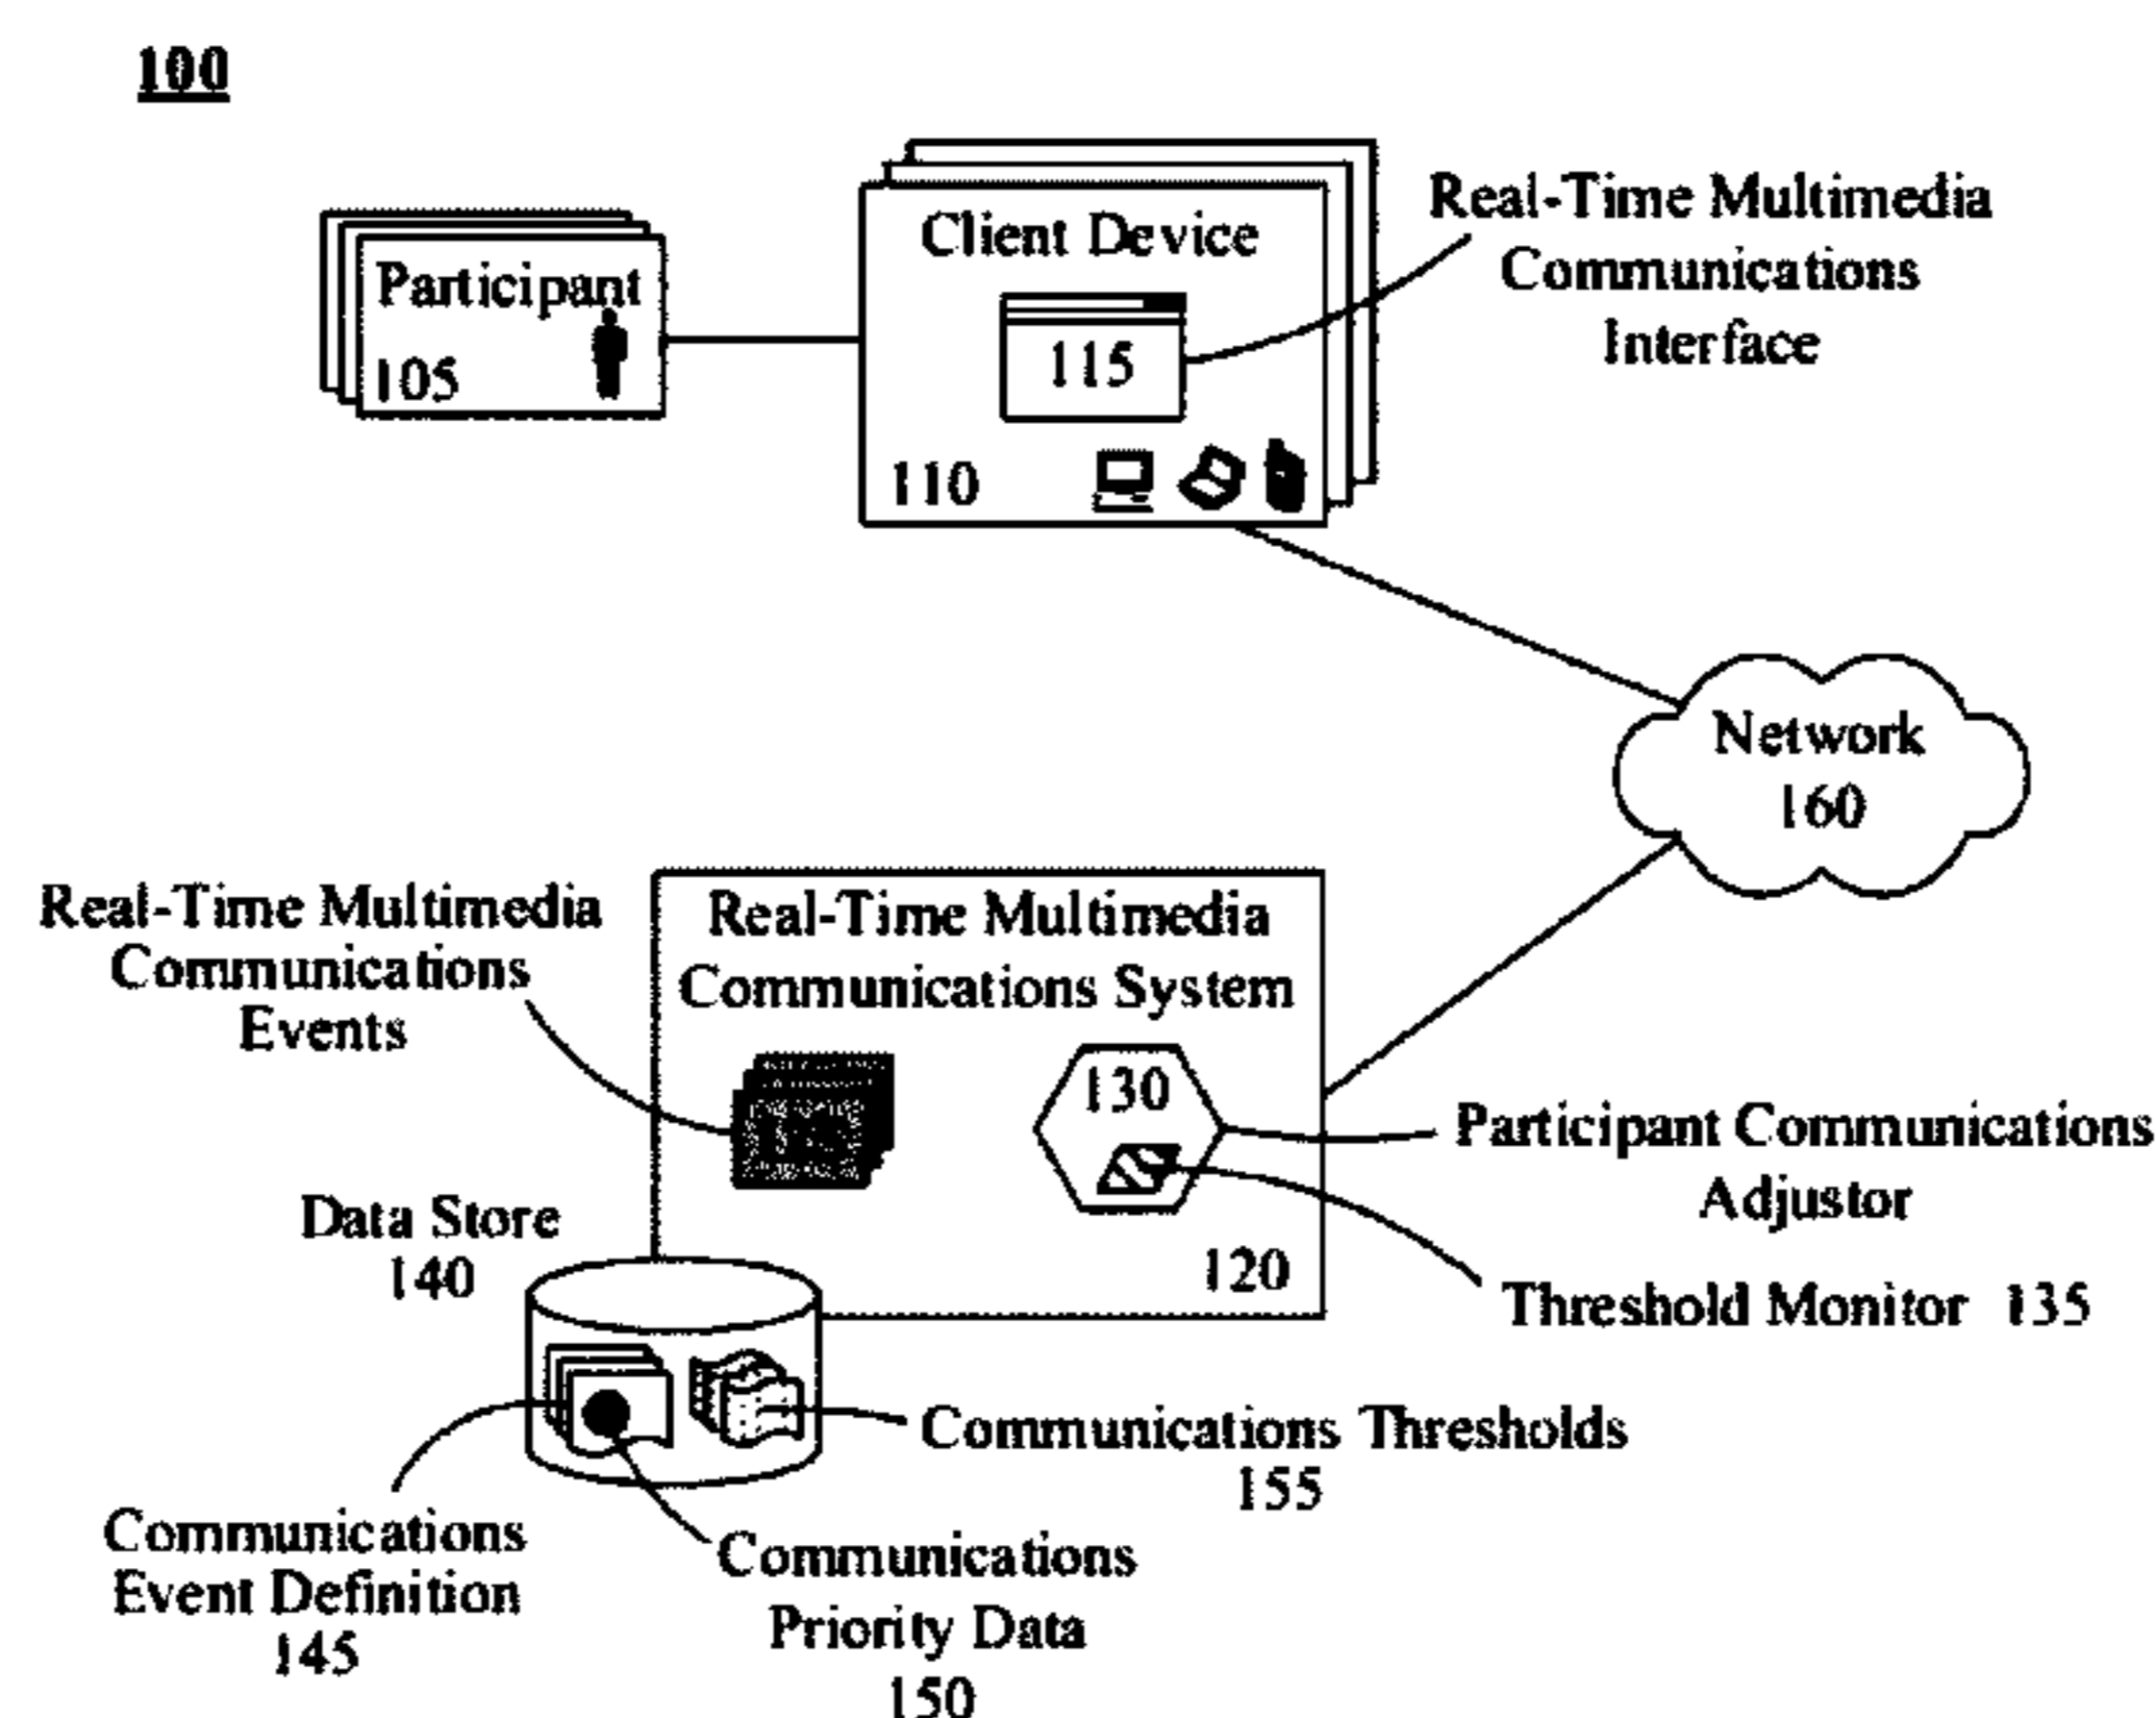 100
Participant
105
Client Device
115
110
Real-Time Multimedia
Communications
Interface
Network
160
Real-Time Multimedia
Communications
Events
Real-Time Multimedia
Communications System
130
120
Participant Communications
Adjustor
Threshold Monitor 135
Data Store
140
Communications Thresholds
155
Communications
Event Definition
145
Communications
Priority Data
150